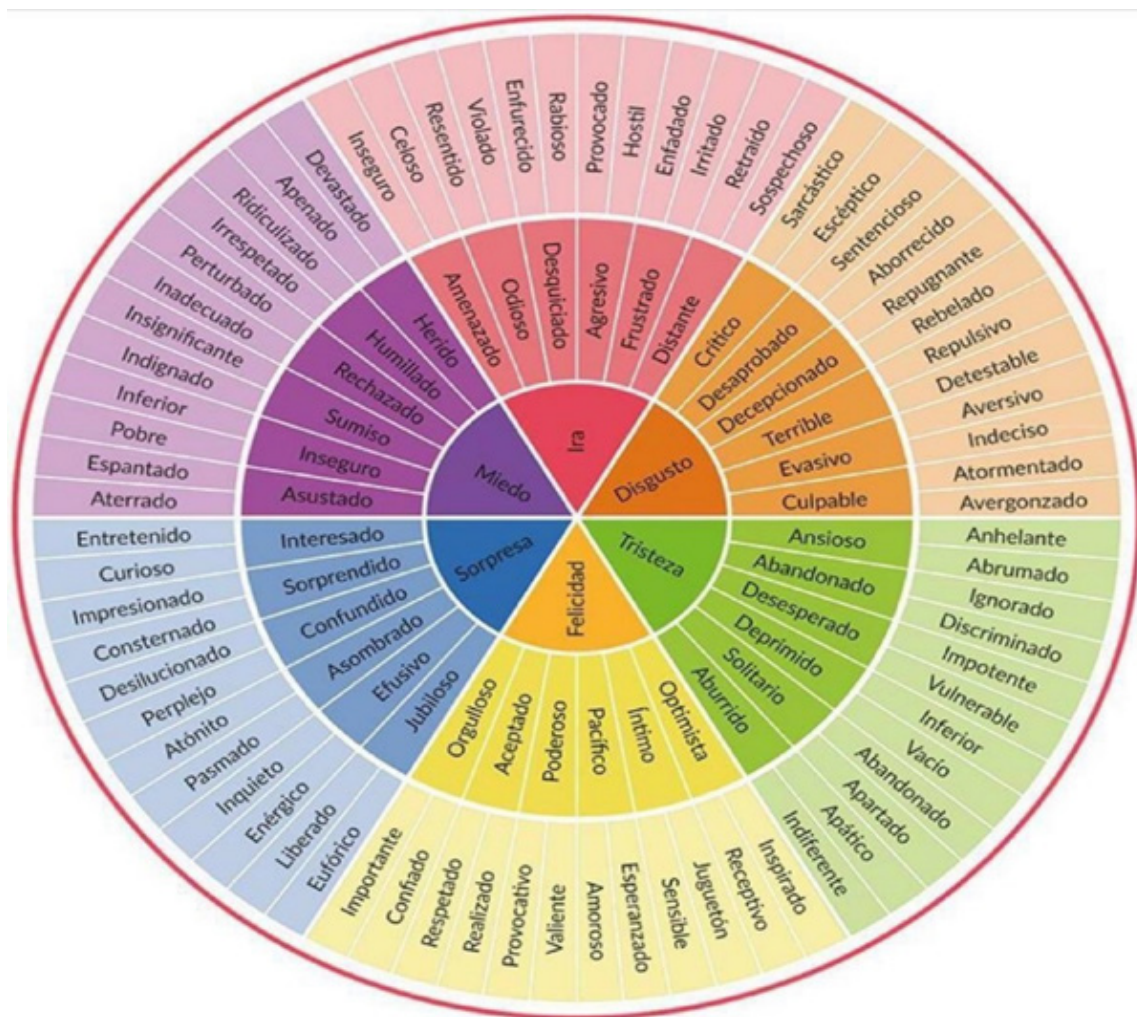 Ira
Amenazado
Odioso
Desquiciado
Agresivo
Frustrado
Distante
Inseguro
Celoso
Resentido
Violado
Enfurecido
Rabioso
Provocado
Hostil
Enfadado
Irritado
Retraído
Sospechoso
Disgusto
Crítico
Desaprobado
Decepcionado
Terrible
Evasivo
Culpable
Sarcástico
Escéptico
Sentencioso
Aborrecido
Repugnante
Rebelado
Repulsivo
Detestable
Aversivo
Indeciso
Atormentado
Avergonzado
Tristeza
Ansioso
Abandonado
Desesperado
Deprimido
Solitario
Aburrido
Anhelante
Abrumado
Ignorado
Discriminado
Impotente
Vulnerable
Inferior
Vacío
Abandonado
Apartado
Apático
Indiferente
Felicidad
Optimista
Íntimo
Pacífico
Poderoso
Aceptado
Orgulloso
Inspirado
Receptivo
Juguetón
Sensible
Esperanzado
Amoroso
Valiente
Provocativo
Realizado
Respetado
Confiado
Importante
Sorpresa
Jubiloso
Efusivo
Asombrado
Confundido
Sorprendido
Interesado
Eufórico
Liberado
Enérgico
Inquieto
Pasmado
Atónito
Perplejo
Desilucionado
Consternado
Impresionado
Curioso
Entretenido
Miedo
Asustado
Inseguro
Sumiso
Rechazado
Humillado
Herido
Aterrado
Espantado
Pobre
Inferior
Indignado
Insignificante
Inadecuado
Perturbado
Irrespetado
Ridiculizado
Apenado
Devastado